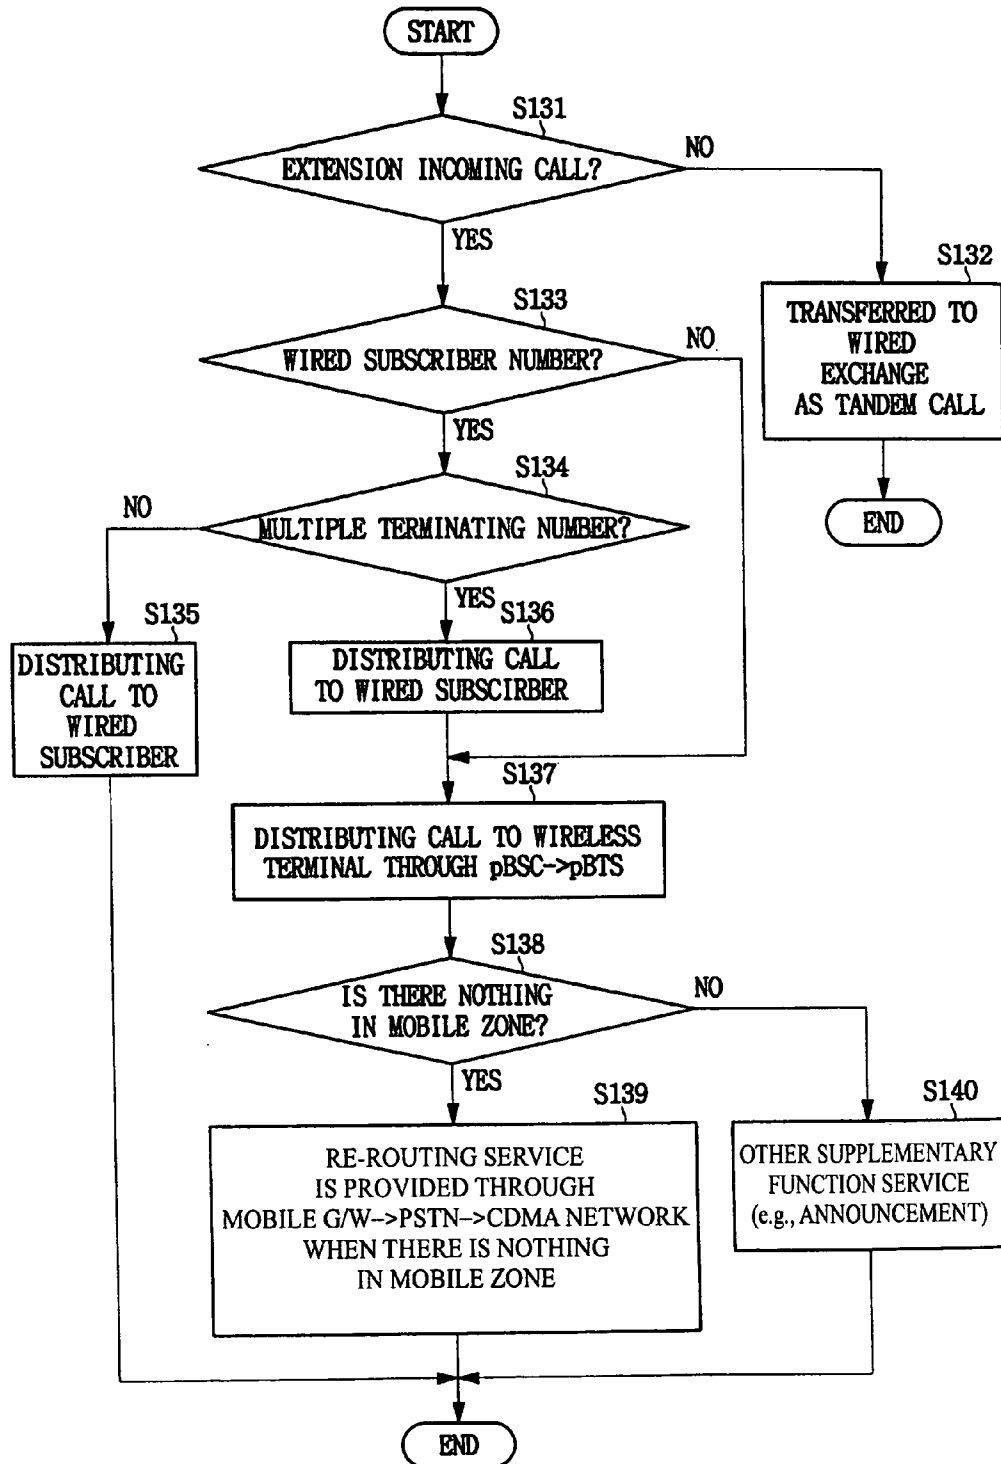 START
S131
EXTENSION INCOMING CALL?
NO
YES
S132
TRANSFERRED TO
WIRED
EXCHANGE
AS TANDEM CALL
END
S133
WIRED SUBSCRIBER NUMBER?
NO
YES
S134
MULTIPLE TERMINATING NUMBER?
NO
YES
S135
DISTRIBUTING
CALL TO
WIRED
SUBSCRIBER
S136
DISTRIBUTING CALL
TO WIRED SUBSCIRBER
S137
DISTRIBUTING CALL TO WIRELESS
TERMINAL THROUGH pBSC->pBTS
S138
IS THERE NOTHING
IN MOBILE ZONE?
NO
YES
S139
RE-ROUTING SERVICE
IS PROVIDED THROUGH
MOBILE G/W-->PSTN-->CDMA NETWORK
WHEN THERE IS NOTHING
IN MOBILE ZONE
S140
OTHER SUPPLEMENTARY
FUNCTION SERVICE
(e.g., ANNOUNCEMENT)
END